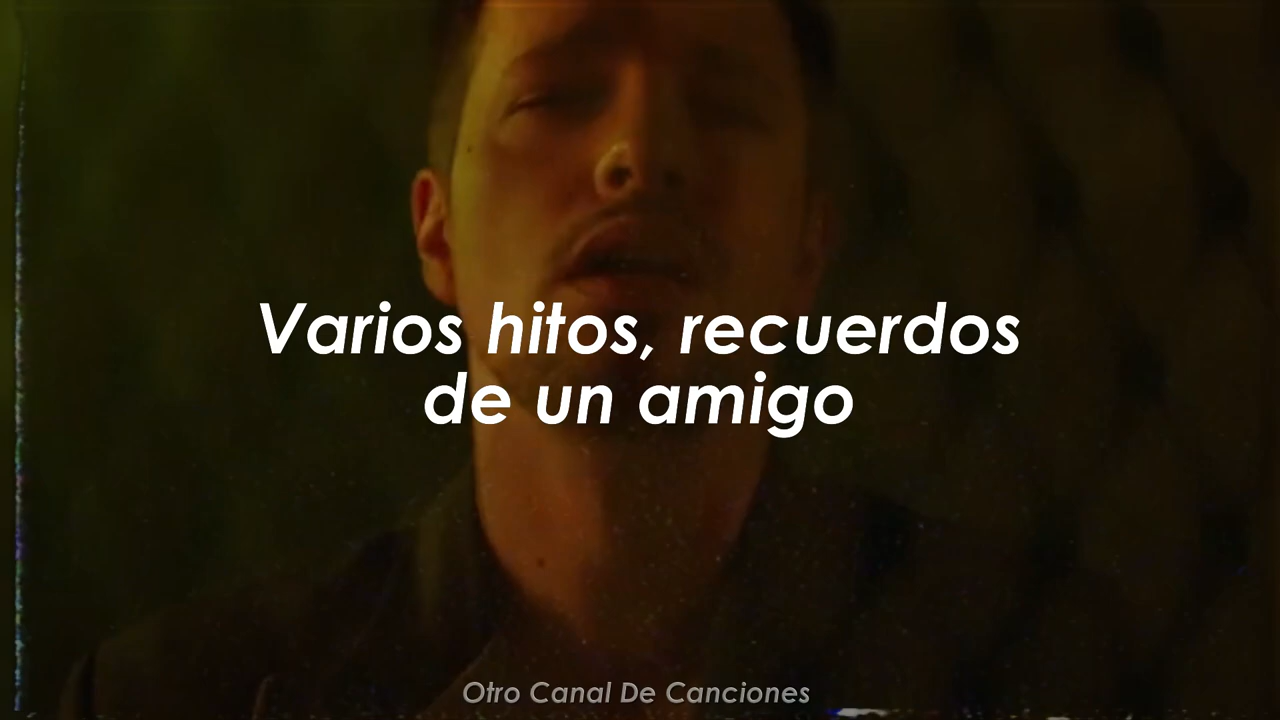 Varios hitos, recuerdos
de un amigo
Otro Canal De Canciones